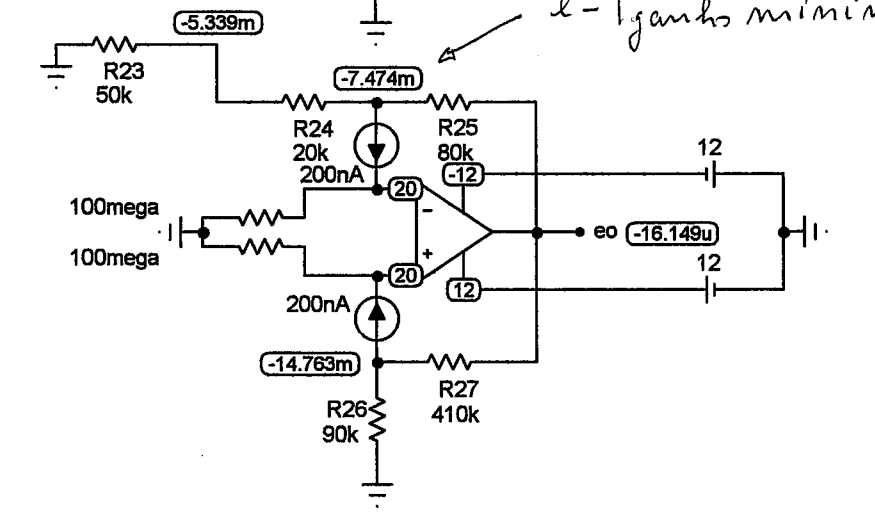 -5.339m
ganho
R23
50k
-7.474m
R24
20k
R25
80k
200nA
12
-12
20
-
100mega
eo -16.149u
100mega
+
20
12
12
200nA
-14.763m
R27
410k
R26
90k